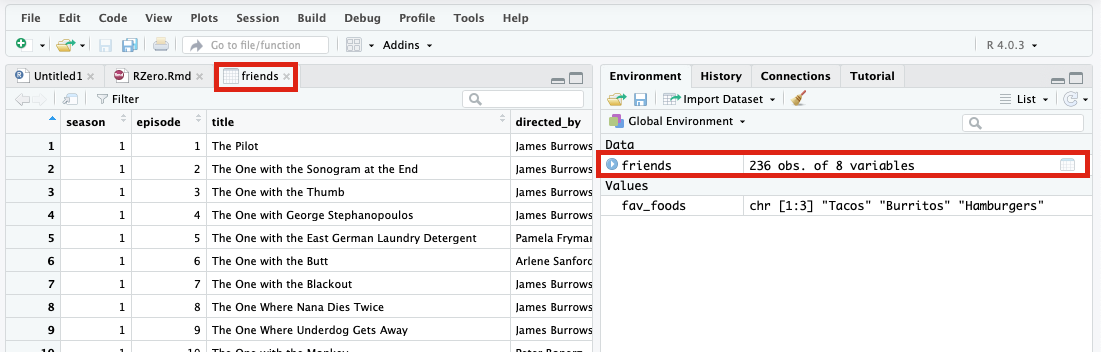 File Edit Code View Plots Session Build Debug Profile Tools Help
Go to file/function Addins R 4.0.3
Untitled1 RZero.Rmd friends
Filter
season episode title directed_by
1 1 1 The Pilot James Burrows
2 1 2 The One with the Sonogram at the End James Burrows
3 1 3 The One with the Thumb James Burrows
4 1 4 The One with George Stephanopoulos James Burrows
5 1 5 The One with the East German Laundry Detergent Pamela Fryman
6 1 6 The One with the Butt Arlene Sanford
7 1 7 The One with the Blackout James Burrows
8 1 8 The One Where Nana Dies Twice James Burrows
9 1 9 The One Where Underdog Gets Away James Burrows
10 1 10 The One with the Monkey
Environment History Connections Tutorial
Import Dataset List
Global Environment
Data
friends 236 obs. of 8 variables
Values
fav_foods chr [1:3] "Tacos" "Burritos" "Hamburgers"